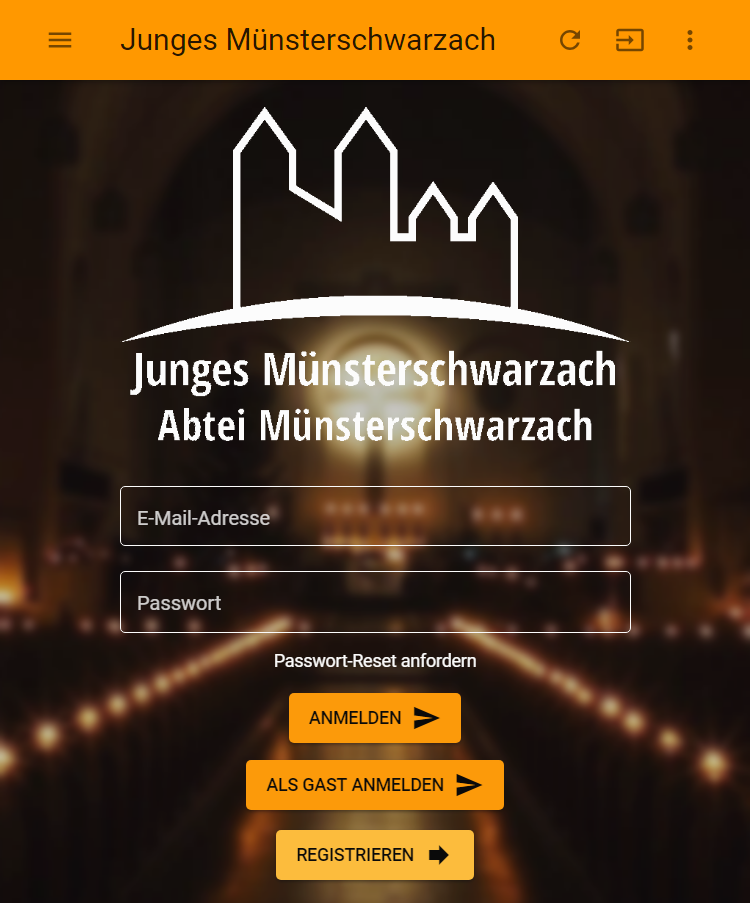 Junges Münsterschwarzach
Junges Münsterschwarzach
Abtei Münsterschwarzach
E-Mail-Adresse
Passwort
Passwort-Reset anfordern
ANMELDEN
ALS GAST ANMELDEN
REGISTRIEREN